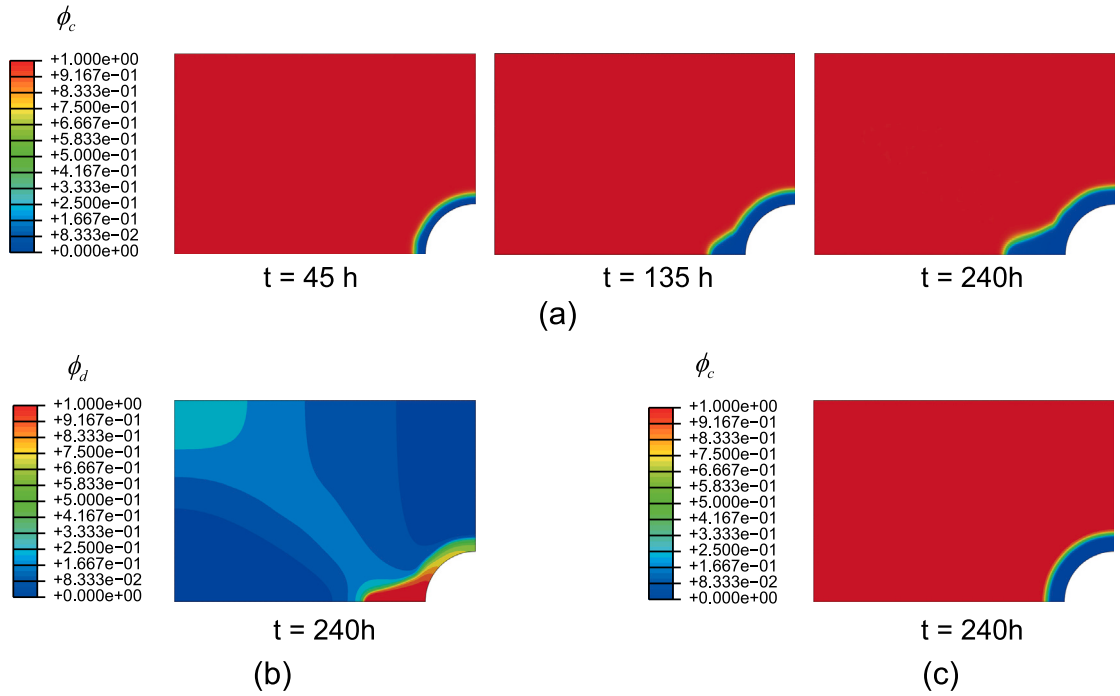 ϕc
+1.000e+00
+9.167e−01
+8.333e−01
+7.500e−01
+6.667e−01
+5.833e−01
+5.000e−01
+4.167e−01
+3.333e−01
+2.500e−01
+1.667e−01
+8.333e−02
+0.000e+00
t = 45 h
t = 135 h
t = 240h
(a)
ϕd
+1.000e+00
+9.167e−01
+8.333e−01
+7.500e−01
+6.667e−01
+5.833e−01
+5.000e−01
+4.167e−01
+3.333e−01
+2.500e−01
+1.667e−01
+8.333e−02
+0.000e+00
t = 240h
(b)
ϕc
+1.000e+00
+9.167e−01
+8.333e−01
+7.500e−01
+6.667e−01
+5.833e−01
+5.000e−01
+4.167e−01
+3.333e−01
+2.500e−01
+1.667e−01
+8.333e−02
+0.000e+00
t = 240h
(c)